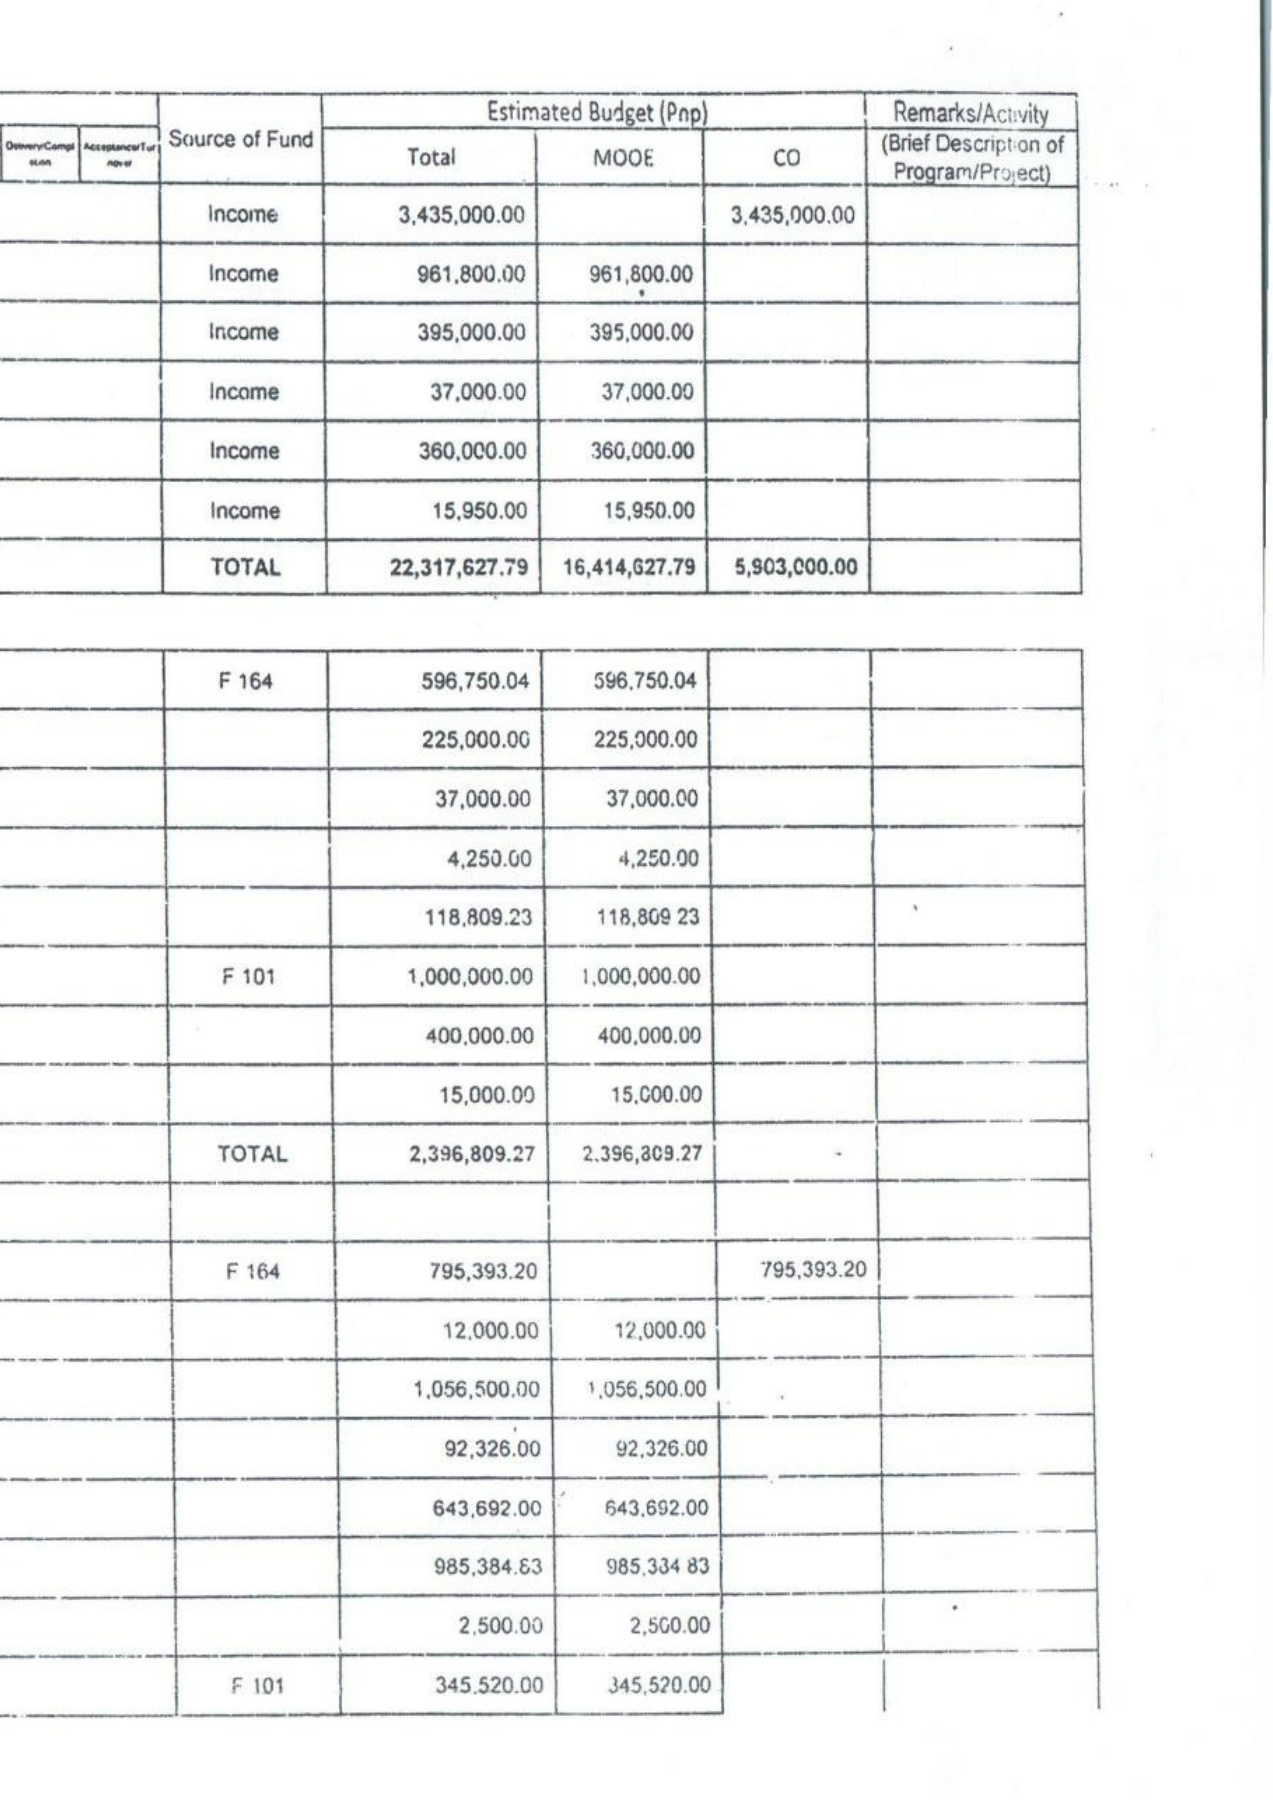 Estimated Budget (Pnp) Remarks/Activity
Delivery/Completion Acceptance/Turnover Source of Fund Total MOOE CO (Brief Description of Program/Project)
Income 3,435,000.00 3,435,000.00
Income 961,800.00 961,800.00
Income 395,000.00 395,000.00
Income 37,000.00 37,000.00
Income 360,000.00 360,000.00
Income 15,950.00 15,950.00
TOTAL 22,317,627.79 16,414,627.79 5,903,000.00
F 164 596,750.04 596,750.04
225,000.00 225,000.00
37,000.00 37,000.00
4,250.00 4,250.00
118,809.23 118,809 23
F 101 1,000,000.00 1,000,000.00
400,000.00 400,000.00
15,000.00 15,000.00
TOTAL 2,396,809.27 2.396,809.27 -
F 164 795,393.20 795,393.20
12,000.00 12,000.00
1,056,500.00 1,056,500.00
92,326.00 92,326.00
643,692.00 643,692.00
985,384.83 985,384 83
2,500.00 2,500.00
F 101 345,520.00 345,520.00